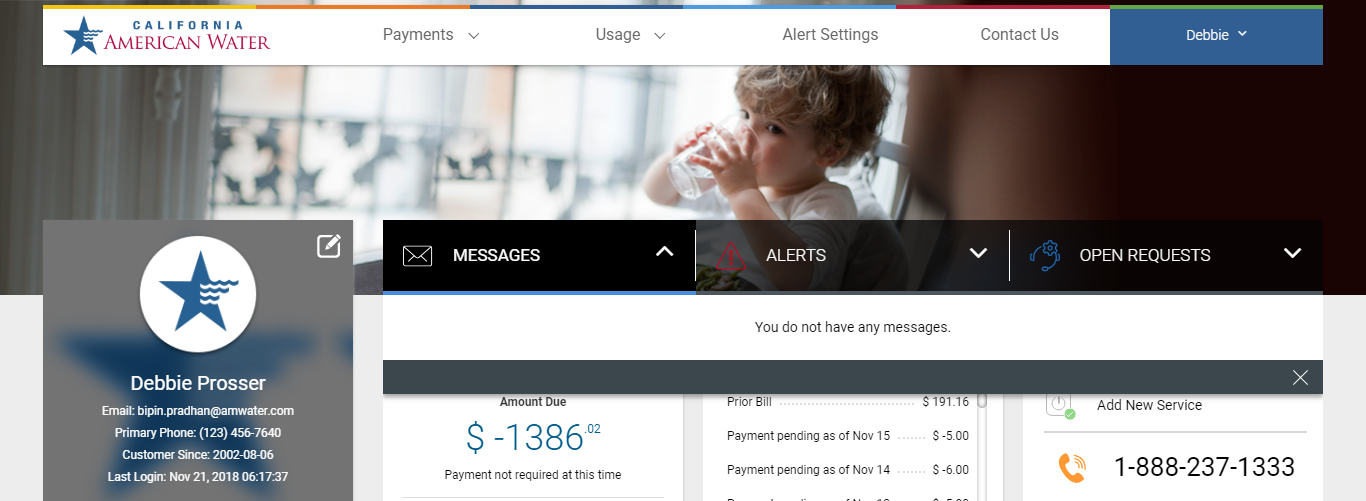 CALIFORNIA
AMERICAN WATER
Payments
Usage
Alert Settings
Contact Us
Debbie
MESSAGES
ALERTS
OPEN REQUESTS
You do not have any messages.
Debbie Prosser
Email: bipin.pradhan@amwater.com
Primary Phone: (123) 456-7640
Customer Since: 2002-08-06
Last Login: Nov 21, 2018 06:17:37
Amount Due
$ -1386.02
Payment not required at this time
Prior Bill $ 191.16
Payment pending as of Nov 15 $ -5.00
Payment pending as of Nov 14 $ -6.00
Add New Service
1-888-237-1333